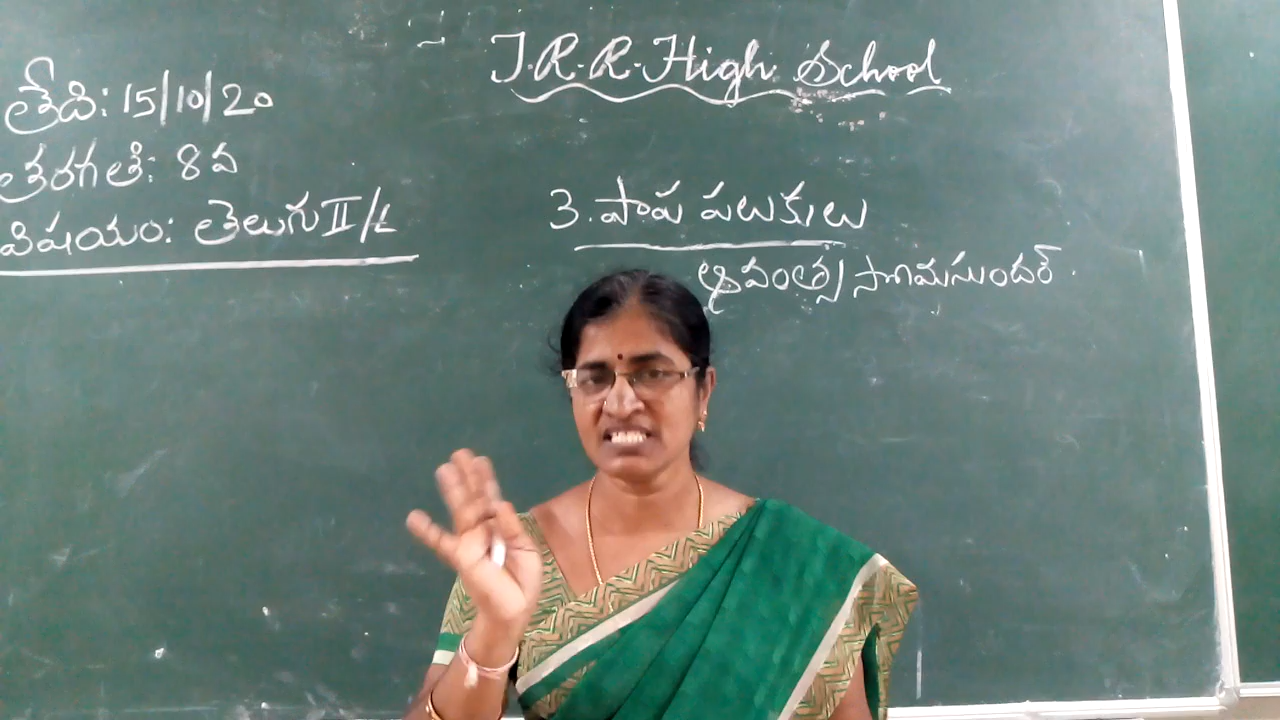 T.R.R. High School
తేది: 15/10/20
తరగతి: 8వ
విషయం: తెలుగు II/L
3. పాప పలుకులు
ఆవంత్స సోమసుందర్